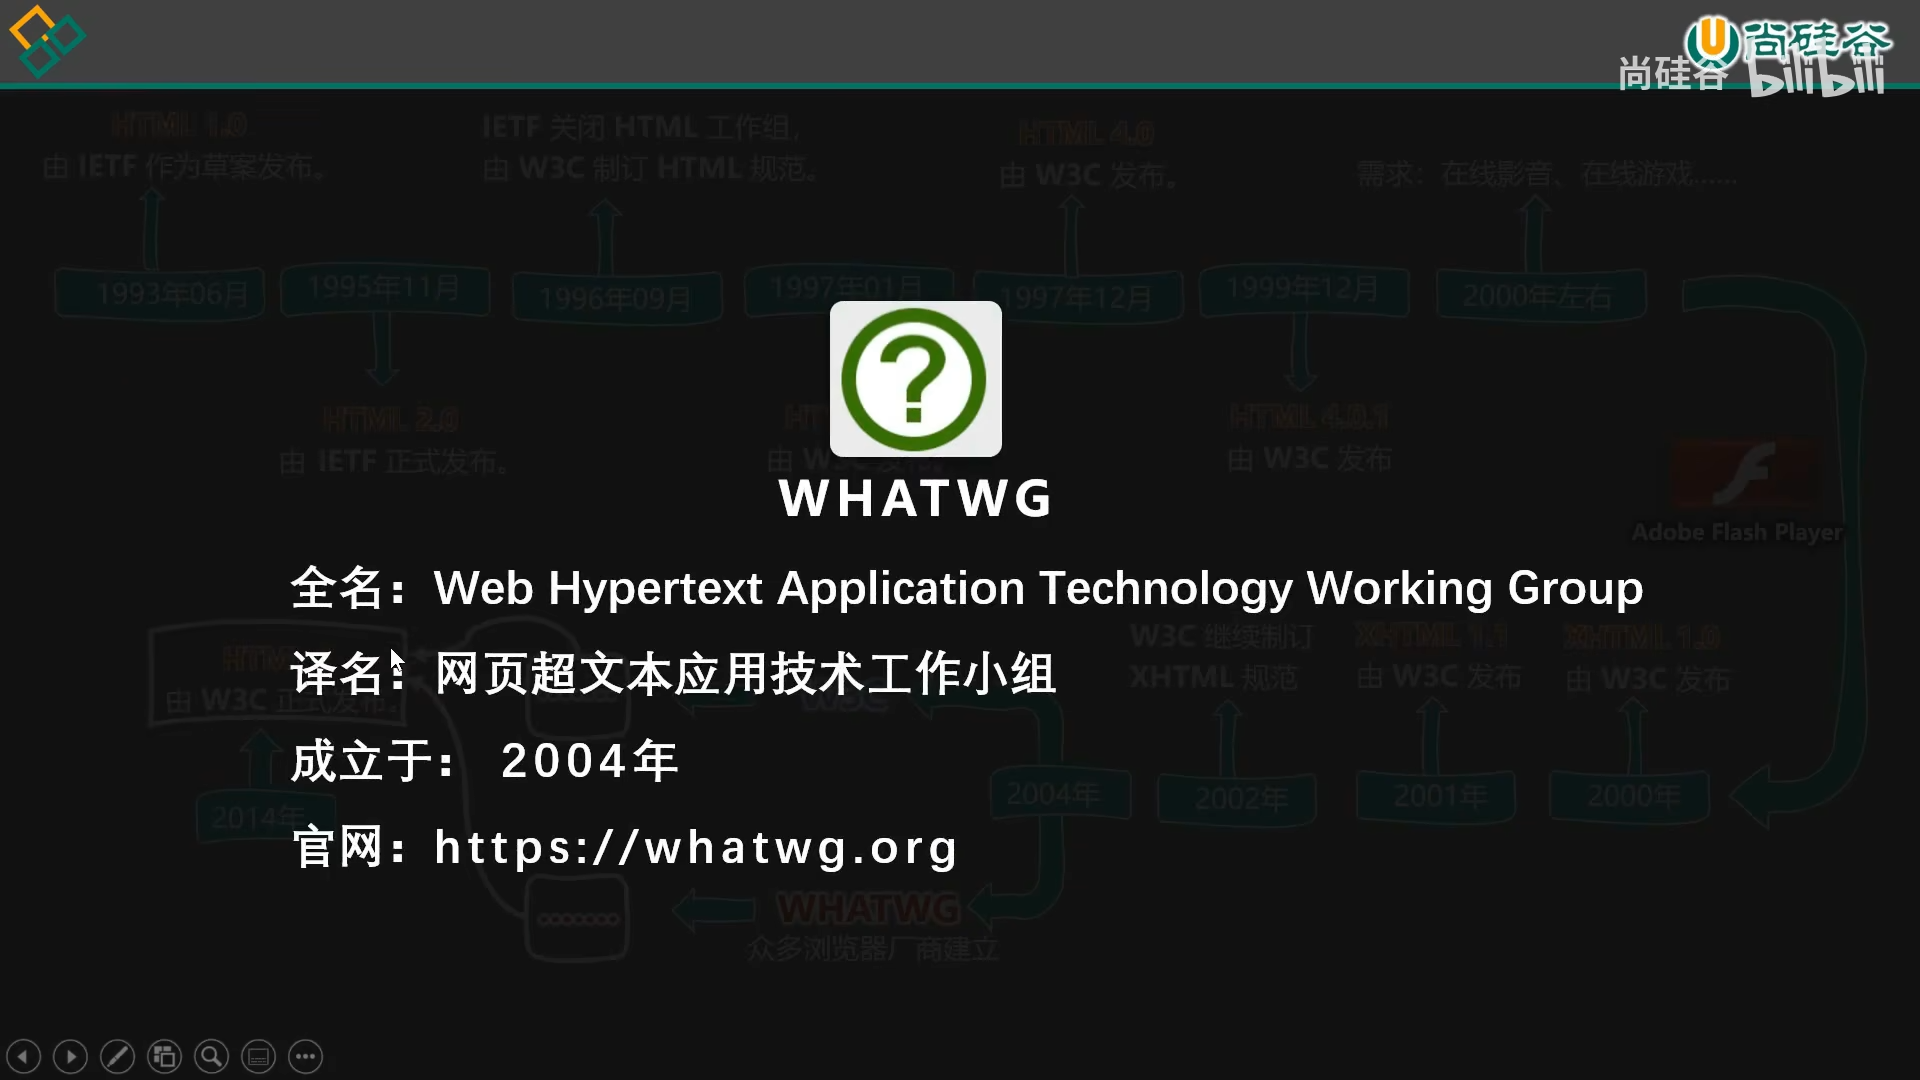 尚硅谷
尚硅谷 bilibili
HTML 1.0
由 IETF 作为草案发布。
IETF 关闭 HTML 工作组，
由 W3C 制订 HTML 规范。
HTML 4.0
由 W3C 发布。
需求：在线影音、在线游戏......
1993年06月
1995年11月
1996年09月
1997年01月
1997年12月
1999年12月
2000年左右
HTML 2.0
由 IETF 正式发布。
由 W3C 发布。
HTML 4.0.1
由 W3C 发布
Adobe Flash Player
WHATWG
全名：Web Hypertext Application Technology Working Group
译名：网页超文本应用技术工作小组
成立于： 2004年
官网：https://whatwg.org
由 W3C 正式发布。
W3C
W3C 继续制订
XHTML 规范
XHTML 1.1
由 W3C 发布
XHTML 1.0
由 W3C 发布
2014年
2004年
2002年
2001年
2000年
WHATWG
众多浏览器厂商建立